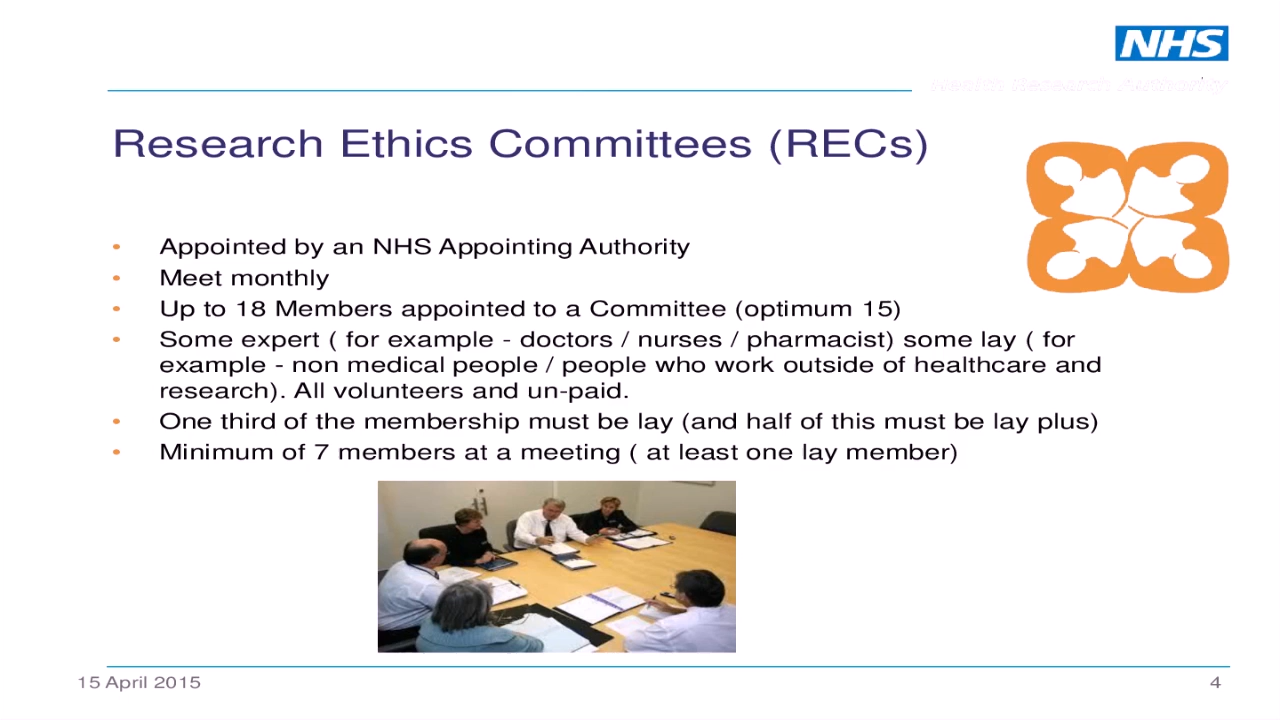 NHS
Health Research Authority
Research Ethics Committees (RECs)
• Appointed by an NHS Appointing Authority
• Meet monthly
• Up to 18 Members appointed to a Committee (optimum 15)
• Some expert ( for example - doctors / nurses / pharmacist) some lay ( for
example - non medical people / people who work outside of healthcare and
research). All volunteers and un-paid.
• One third of the membership must be lay (and half of this must be lay plus)
• Minimum of 7 members at a meeting ( at least one lay member)
15 April 2015
4